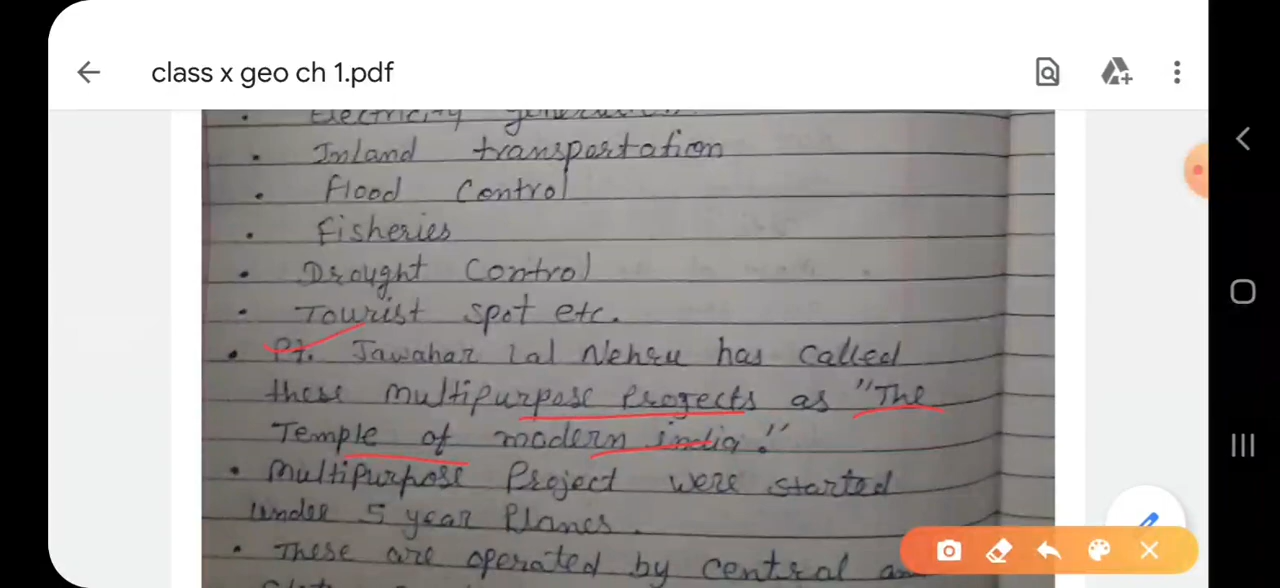 class x geo ch 1.pdf
• Electricity generation
• Inland transportation
• Flood Control
• Fisheries
• Drought Control
• Tourist spot etc.
• Pt. Jawahar lal Nehru has called
these multipurpose Projects as "The
Temple of modern india."
• Multipurpose Project were started
under 5 year Planes.
• These are operated by central